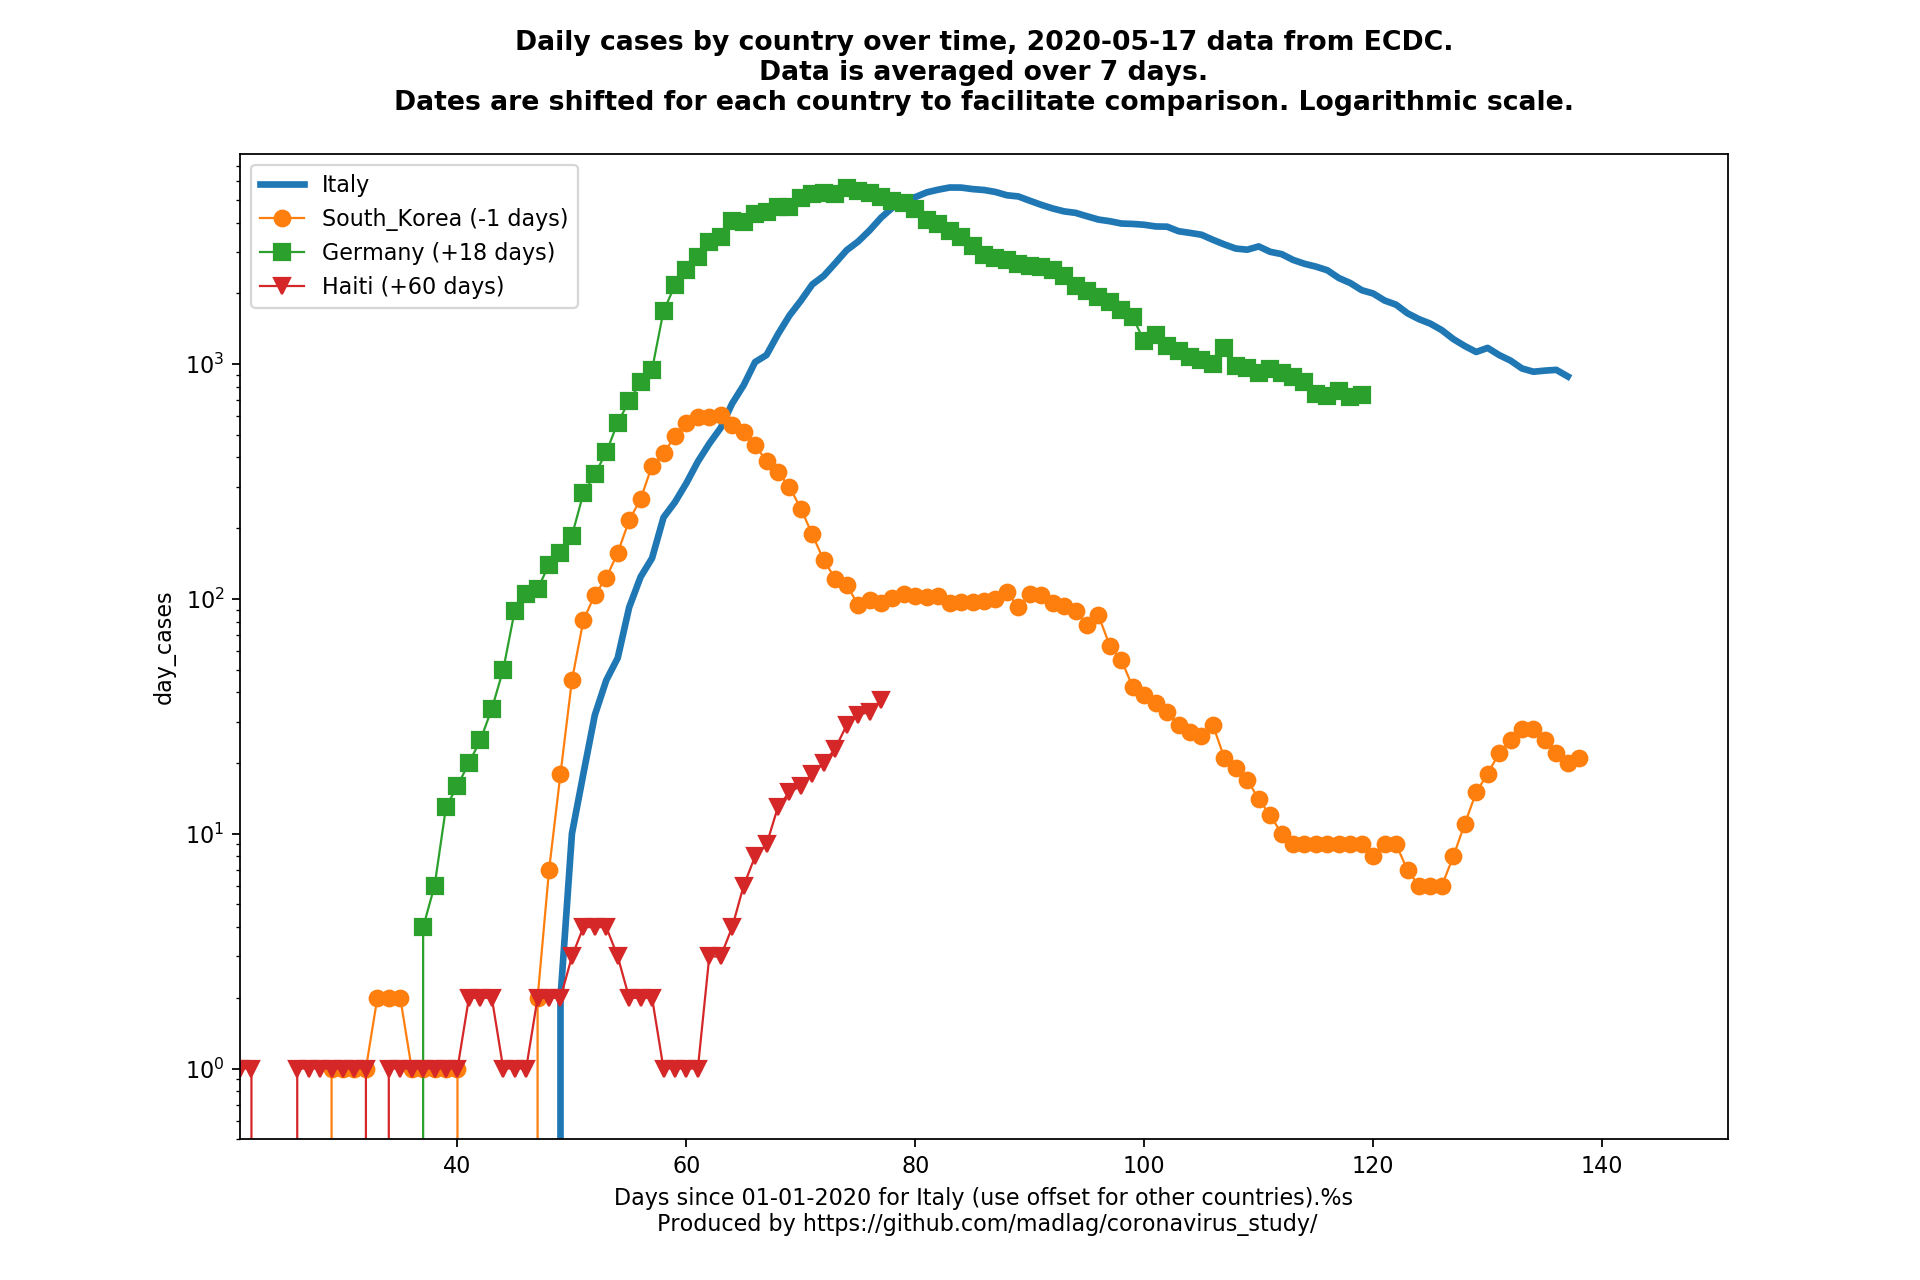 Daily cases by country over time, 2020-05-17 data from ECDC.
Data is averaged over 7 days.
Dates are shifted for each country to facilitate comparison. Logarithmic scale.
Italy
South_Korea (-1 days)
Germany (+18 days)
Haiti (+60 days)
10³
10²
10¹
10⁰
day_cases
40 60 80 100 120 140
Days since 01-01-2020 for Italy (use offset for other countries).%s
Produced by https://github.com/madlag/coronavirus_study/